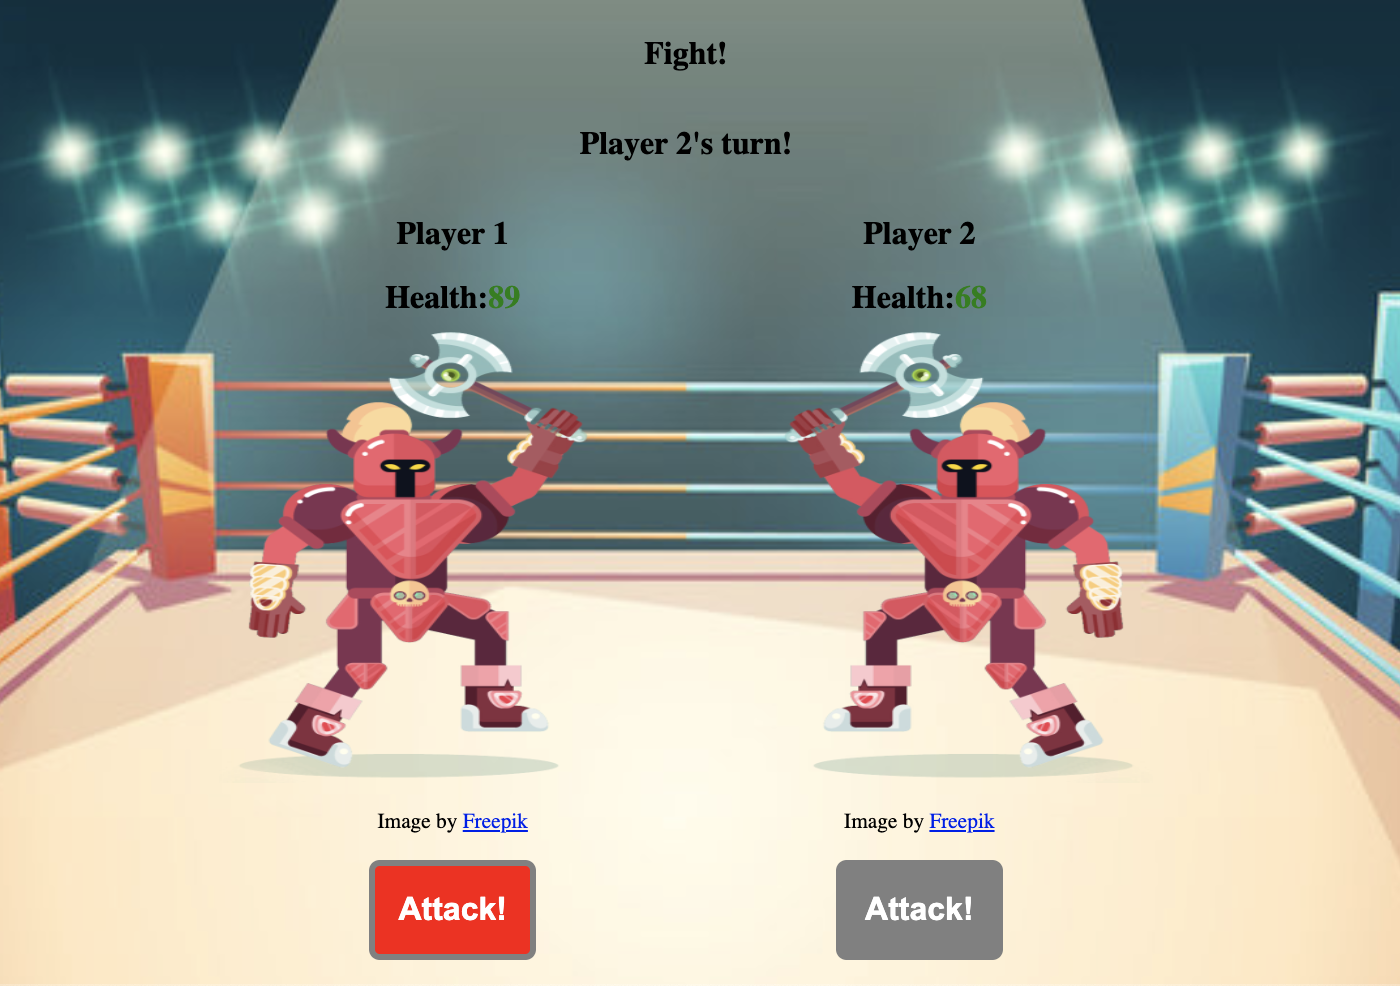 Fight!
Player 2's turn!
Player 1
Health:89
Image by Freepik
Attack!
Player 2
Health:68
Image by Freepik
Attack!